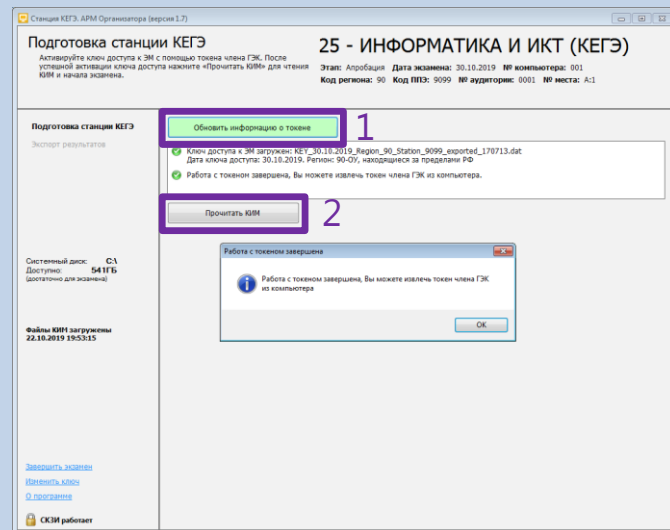 Станция КЕГЭ. АРМ Организатора (версия 1.7)
Подготовка станции КЕГЭ
Активируйте ключ доступа к ЭМ с помощью токена члена ГЭК. После
успешной активации ключа доступа нажмите «Прочитать КИМ» для чтения
КИМ и начала экзамена.
25 - ИНФОРМАТИКА И ИКТ (КЕГЭ)
Этап: Апробация Дата экзамена: 30.10.2019 № компьютера: 001
Код региона: 90 Код ППЭ: 9099 № аудитории: 0001 № места: A:1
Подготовка станции КЕГЭ
Экспорт результатов
Обновить информацию о токене
1
Ключ доступа к ЭМ загружен: KEY_30.10.2019_Region_90_Station_9099_exported_170713.dat
Дата ключа доступа: 30.10.2019. Регион: 90-ОУ, находящиеся за пределами РФ
Работа с токеном завершена, Вы можете извлечь токен члена ГЭК из компьютера.
Прочитать КИМ
2
Работа с токеном завершена
Работа с токеном завершена, Вы можете извлечь токен члена ГЭК
из компьютера
ОК
Системный диск: C:\
Доступно: 541ГБ
(достаточно для экзамена)
Файлы КИМ загружены
22.10.2019 19:53:15
Завершить экзамен
Изменить ключ
О программе
СКЗИ работает